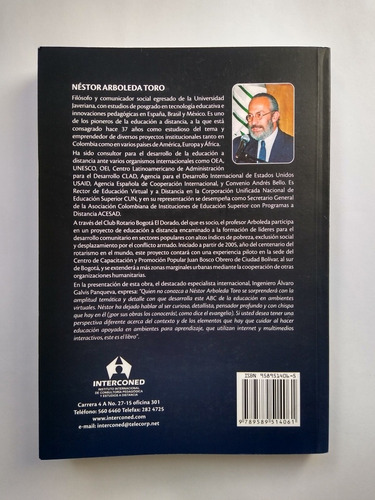 NÉSTOR ARBOLEDA TORO
Filósofo y comunicador social egresado de la Universidad
Javeriana, con estudios de posgrado en tecnología educativa e
innovaciones pedagógicas en España, Brasil y México. Es uno
de los pioneros de la educación a distancia, a la que está
consagrado hace 37 años como estudioso del tema y
emprendedor de diversos proyectos institucionales tanto en
Colombia como en varios países de América, Europa y África.
Ha sido consultor para el desarrollo de la educación a
distancia ante varios organismos internacionales como OEA,
UNESCO, OEI, Centro Latinoamericano de Administración
para el Desarrollo CLAD, Agencia para el Desarrollo Internacional de Estados Unidos
USAID, Agencia Española de Cooperación Internacional, y Convenio Andrés Bello. Es
Rector de Educación Virtual y a Distancia en la Corporación Unificada Nacional de
Educación Superior CUN, y en su representación se desempeña como Secretario General
de la Asociación Colombiana de Instituciones de Educación Superior con Programas a
Distancia ACESAD.
A través del Club Rotario Bogotá El Dorado, del que es socio, el profesor Arboleda participa
en un proyecto de educación a distancia encaminado a la formación de líderes para el
desarrollo comunitario en sectores populares con altos índices de pobreza, exclusión social
y desplazamiento por el conflicto armado. Iniciado a partir de 2005, año del centenario del
rotarismo en el mundo, este proyecto contará con una experiencia piloto en la sede del
Centro de Capacitación y Promoción Popular Juan Bosco Obrero de Ciudad Bolívar, al sur
de Bogotá, y se extenderá a más zonas marginales urbanas mediante la cooperación de otras
organizaciones humanitarias.
En la presentación de esta obra, el destacado especialista internacional, Ingeniero Álvaro
Galvis Panqueva, expresa: "Quien no conozca a Néstor Arboleda Toro se sorprenderá con la
amplitud temática y detalle con que desarrolla este ABC de la educación en ambientes
virtuales. Néstor ha dejado hablar al ser curioso, detallista, pensador profundo y con chispa
que hay en él (por sus obras los conocerás, como dice el evangelio). Si usted desea tener una
perspectiva diferente acerca del contexto y de los elementos que hay que cuidar al hacer
educación apoyada en ambientes para aprendizaje, que utilizan internet y multimedios
interactivos, este es el libro".
INTERCONED
INSTITUTO INTERNACIONAL
DE CONSULTORÍA PEDAGÓGICA
Y ESTUDIOS A DISTANCIA
Carrera 4 A No. 27-15 oficina 301
Teléfono: 560 6460 Telefax: 282 4725
www.interconed.com
e-mail: interconed@telecorp.net
ISBN 958951406-5
9 789589 514061